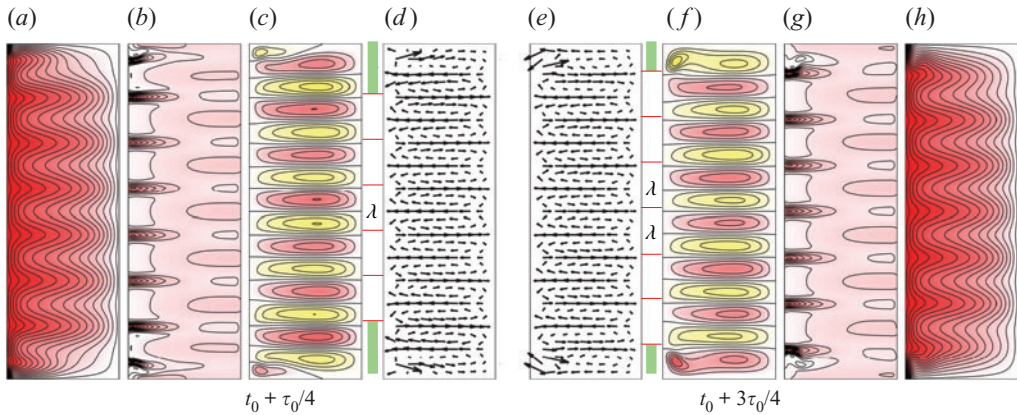 (a) (b) (c) (d) (e) (f) (g) (h)
λ λ
λ
t₀ + τ₀/4 t₀ + 3τ₀/4